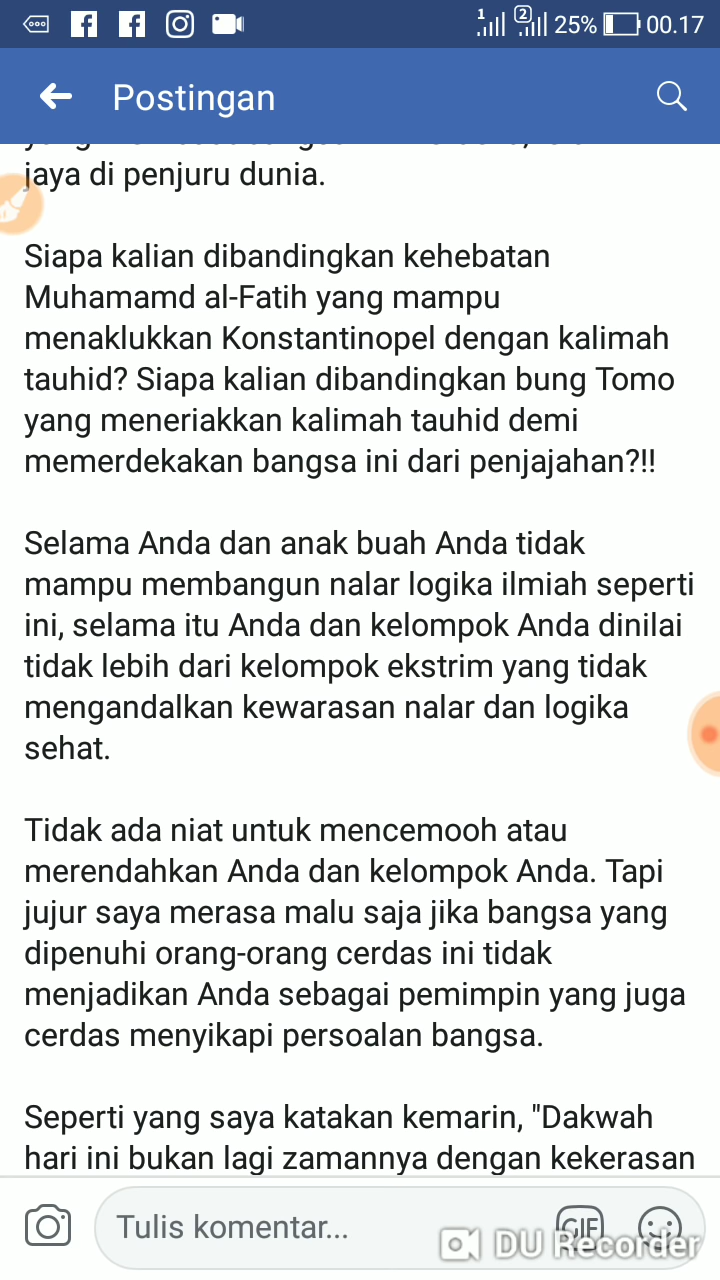 1 2 25% 00.17
Postingan
jaya di penjuru dunia.
Siapa kalian dibandingkan kehebatan
Muhamamd al-Fatih yang mampu
menaklukkan Konstantinopel dengan kalimah
tauhid? Siapa kalian dibandingkan bung Tomo
yang meneriakkan kalimah tauhid demi
memerdekakan bangsa ini dari penjajahan?!!
Selama Anda dan anak buah Anda tidak
mampu membangun nalar logika ilmiah seperti
ini, selama itu Anda dan kelompok Anda dinilai
tidak lebih dari kelompok ekstrim yang tidak
mengandalkan kewarasan nalar dan logika
sehat.
Tidak ada niat untuk mencemooh atau
merendahkan Anda dan kelompok Anda. Tapi
jujur saya merasa malu saja jika bangsa yang
dipenuhi orang-orang cerdas ini tidak
menjadikan Anda sebagai pemimpin yang juga
cerdas menyikapi persoalan bangsa.
Seperti yang saya katakan kemarin, "Dakwah
hari ini bukan lagi zamannya dengan kekerasan
Tulis komentar...
GIF
DU Recorder